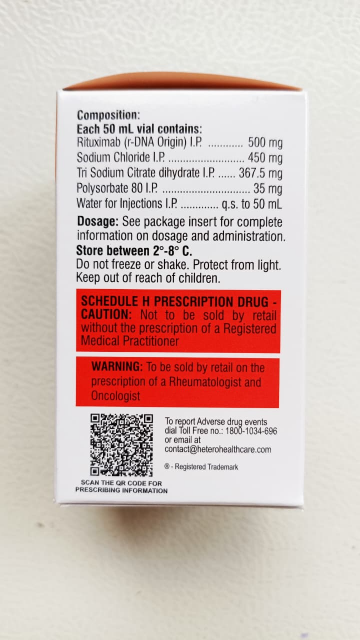 Composition:
Each 50 mL vial contains:
Rituximab (r-DNA Origin) I.P. ............ 500 mg
Sodium Chloride I.P. .......................... 450 mg
Tri Sodium Citrate dihydrate I.P. ...... 367.5 mg
Polysorbate 80 I.P. ................................ 35 mg
Water for Injections I.P. ............. q.s. to 50 mL
Dosage: See package insert for complete
information on dosage and administration.
Store between 2°-8° C.
Do not freeze or shake. Protect from light.
Keep out of reach of children.
SCHEDULE H PRESCRIPTION DRUG -
CAUTION: Not to be sold by retail
without the prescription of a Registered
Medical Practitioner
WARNING: To be sold by retail on the
prescription of a Rheumatologist and
Oncologist
To report Adverse drug events
dial Toll Free no.: 1800-1034-696
or email at
contact@heterohealthcare.com
® - Registered Trademark
SCAN THE QR CODE FOR
PRESCRIBING INFORMATION